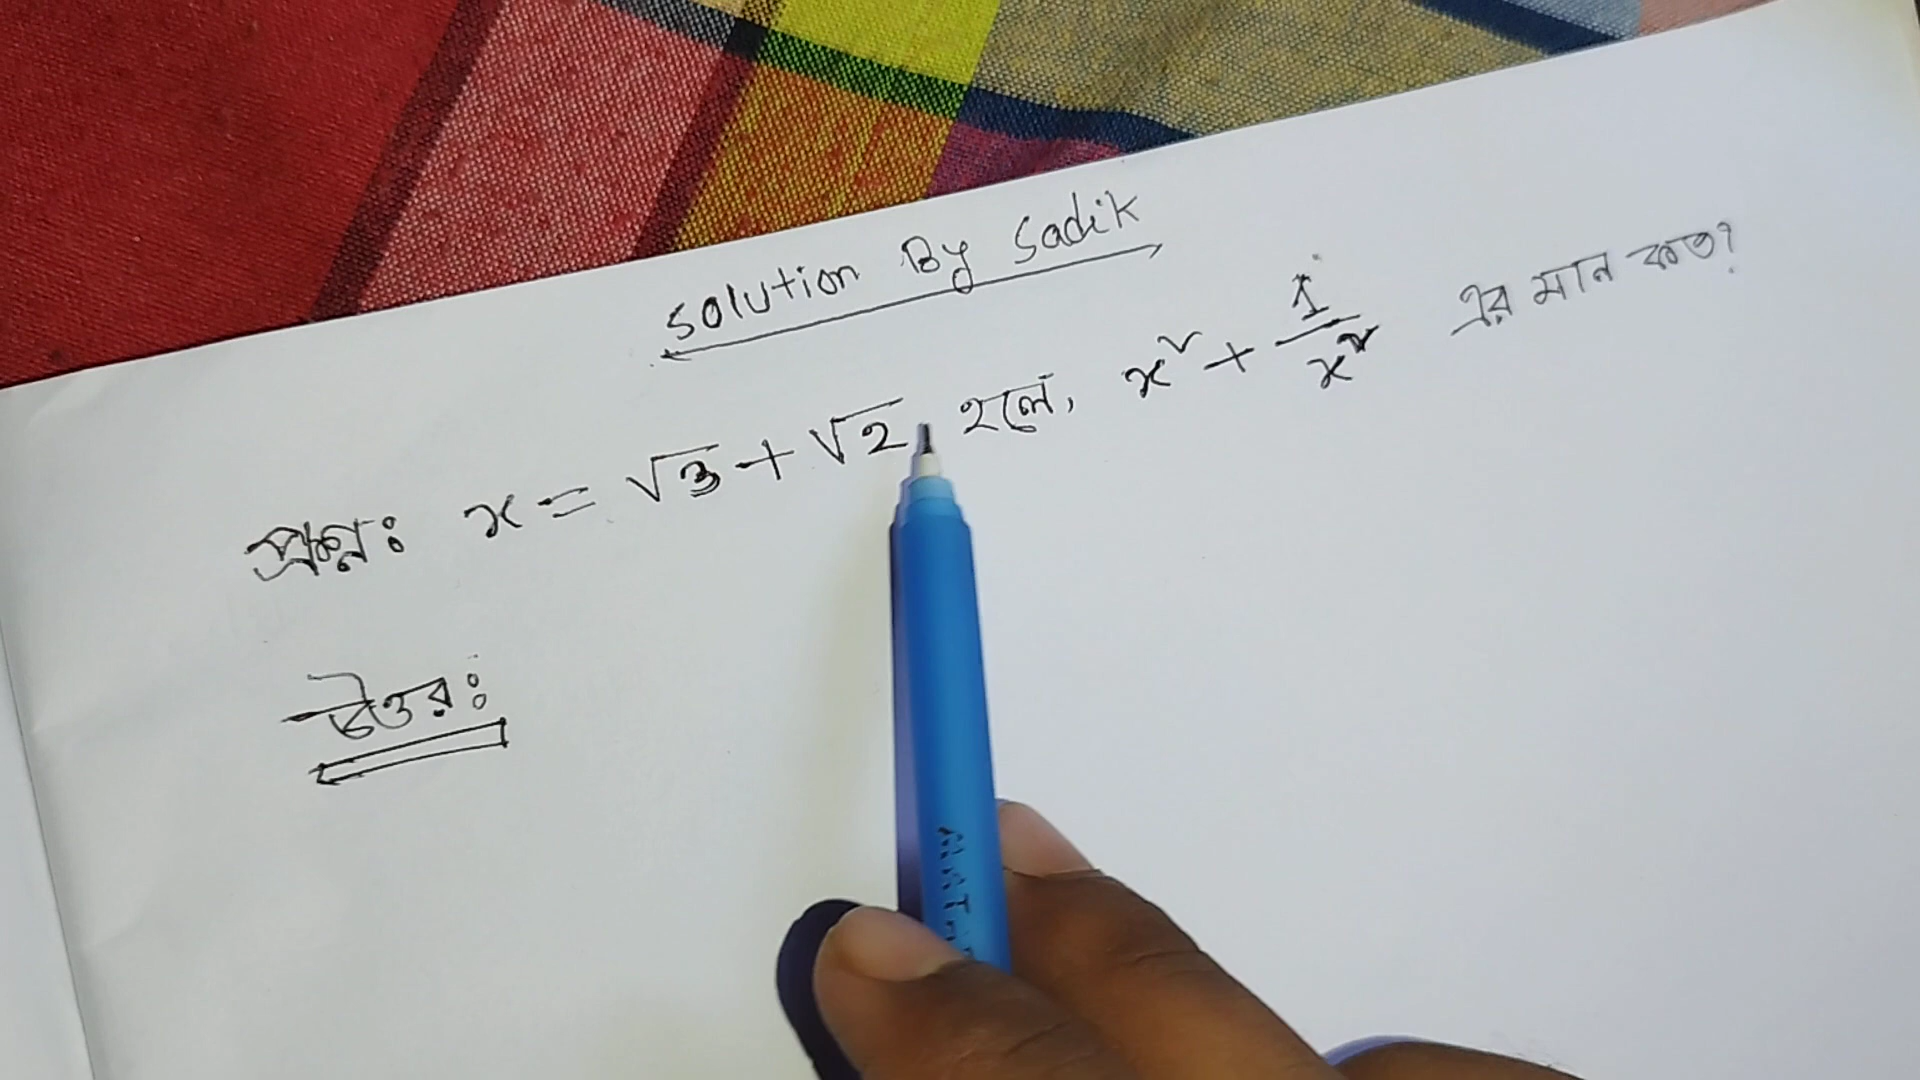 Solution By Sadik
প্রশ্নঃ x = √3 + √2 হলে, x² + 1/x² এর মান কত?
উত্তরঃ